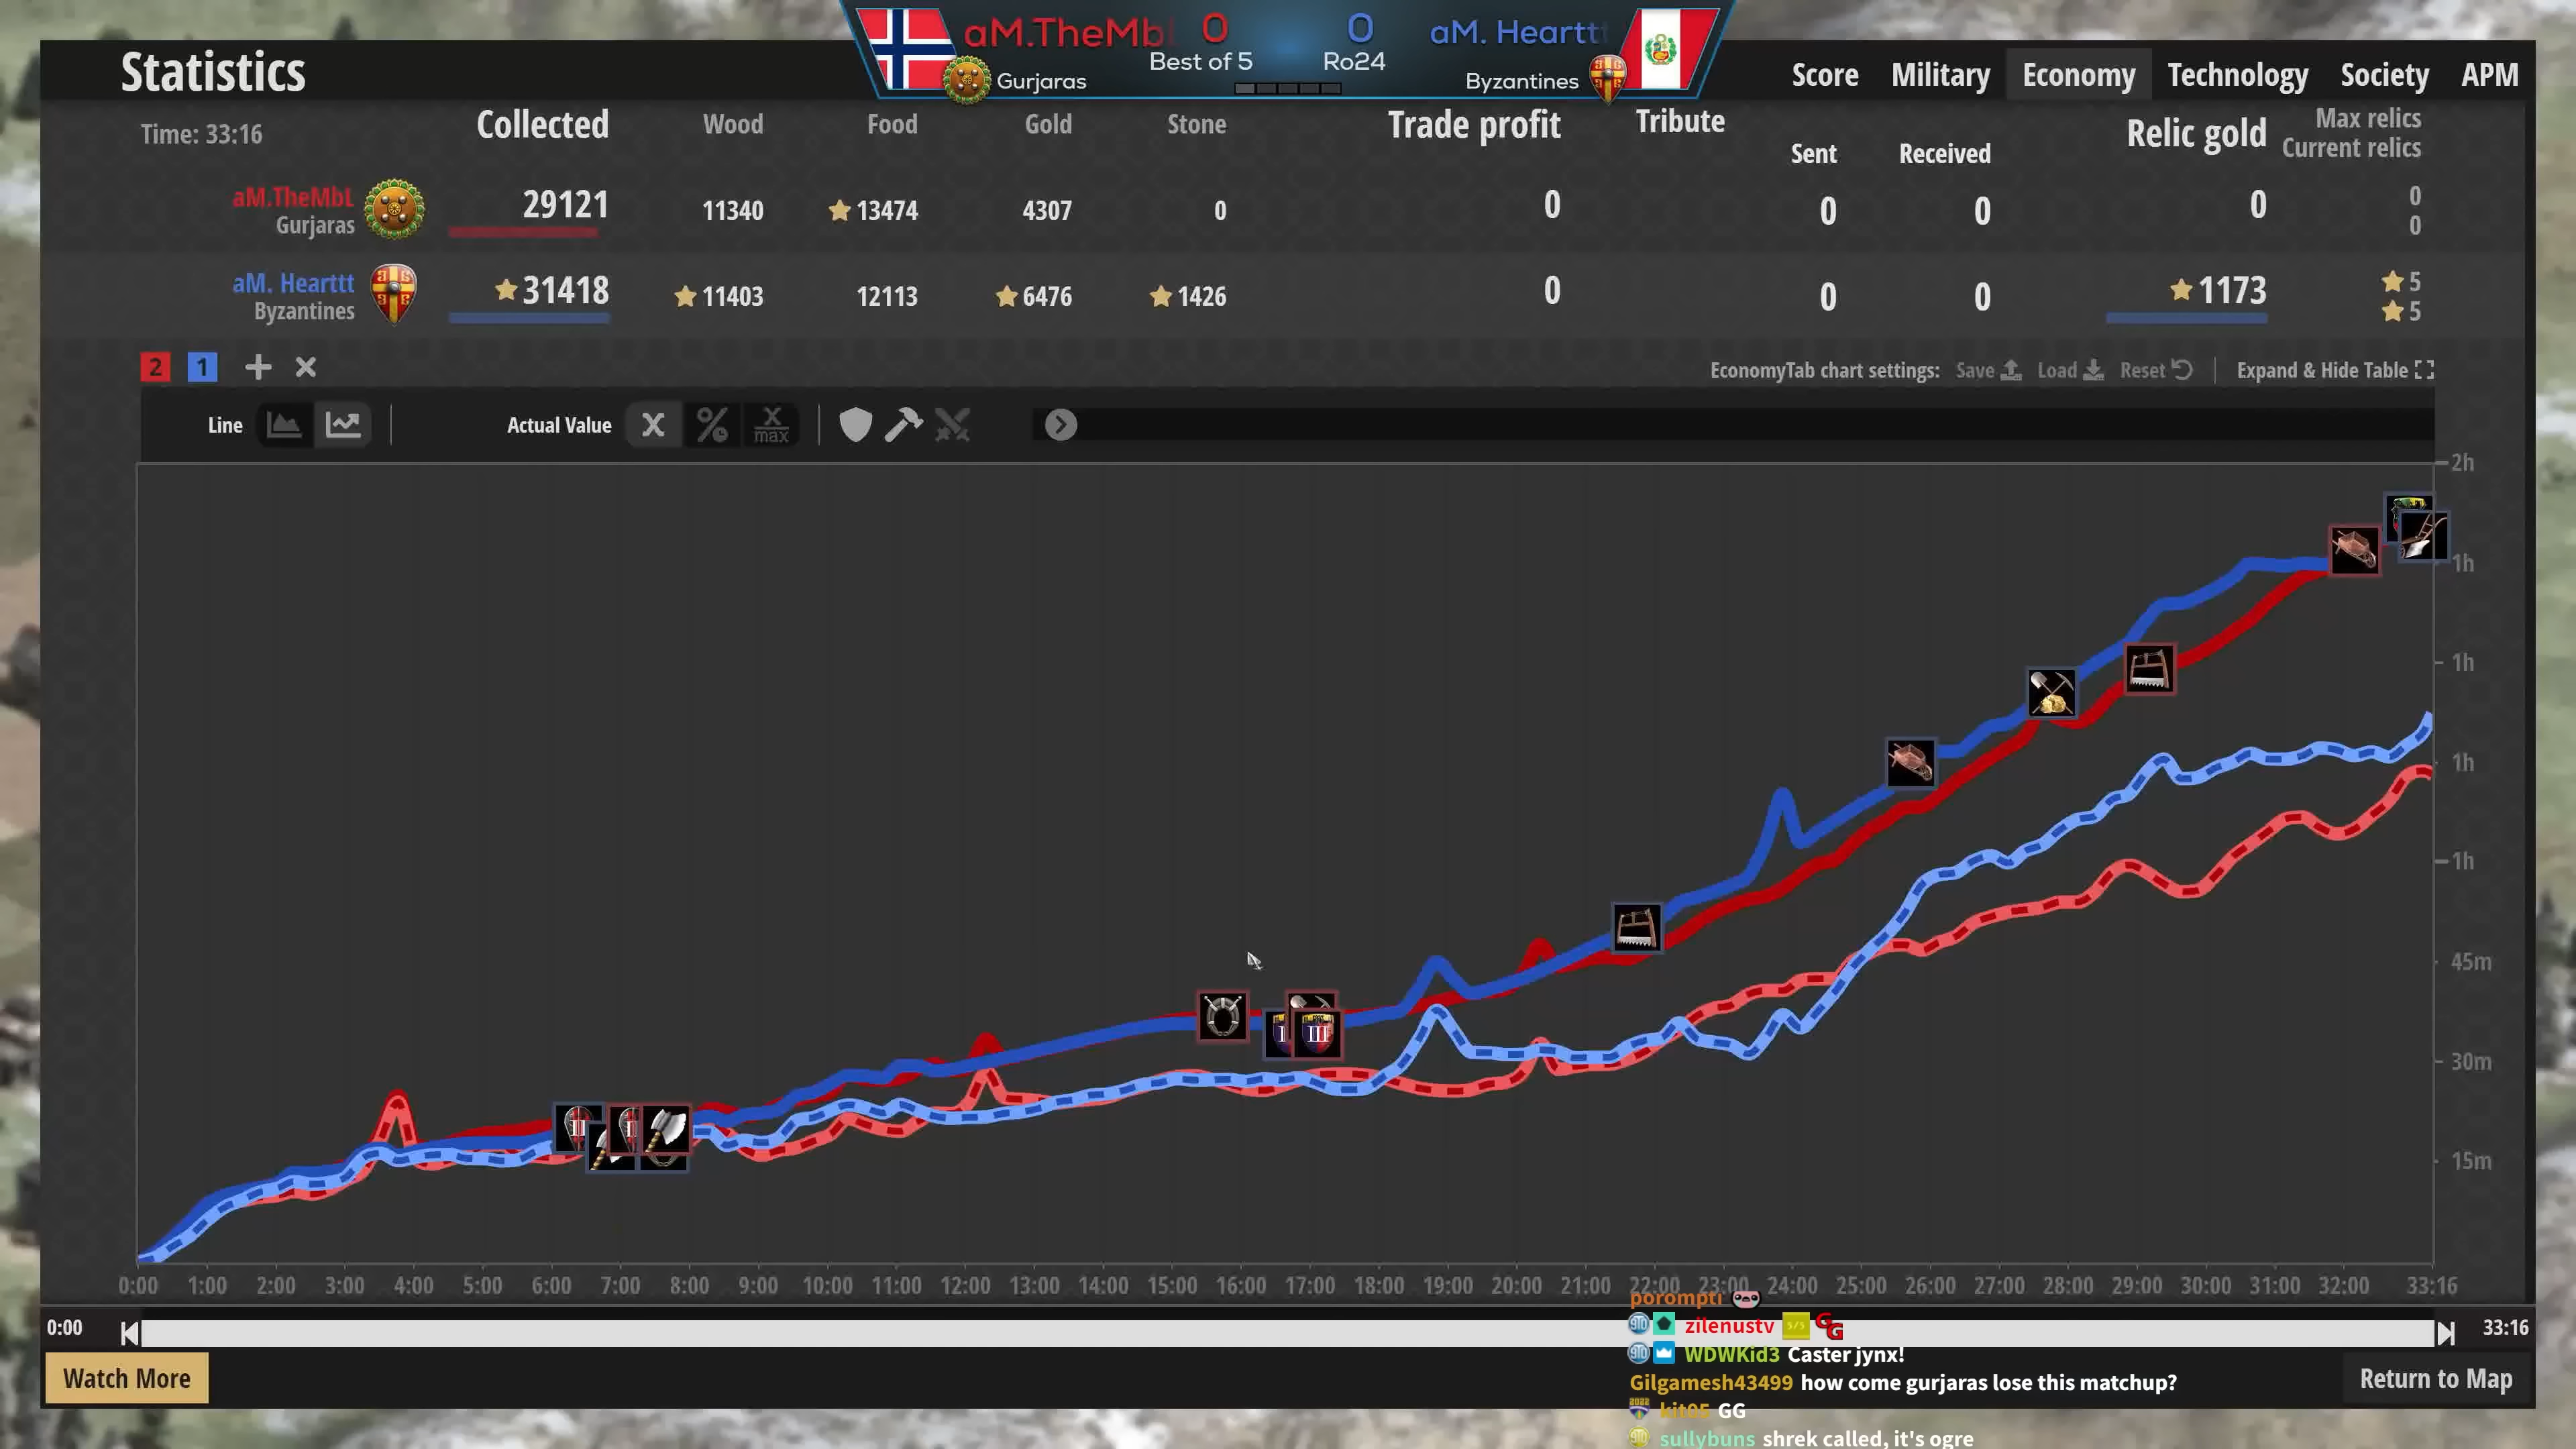 aM.TheMb 0 0 aM. Hearttt
Best of 5 Ro24
Gurjaras Byzantines
Statistics
Score Military Economy Technology Society APM
Time: 33:16 Collected Wood Food Gold Stone Trade profit Tribute Sent Received Relic gold Max relics
Current relics
aM.TheMbL
Gurjaras
29121 11340 13474 4307 0 0 0 0 0 0
0
aM. Hearttt
Byzantines
31418 11403 12113 6476 1426 0 0 0 1173 5
5
2 1
EconomyTab chart settings: Save Load Reset Expand & Hide Table
Line Actual Value X % X
max
2h
1h
1h
1h
1h
45m
30m
15m
III
0:00 1:00 2:00 3:00 4:00 5:00 6:00 7:00 8:00 9:00 10:00 11:00 12:00 13:00 14:00 15:00 16:00 17:00 18:00 19:00 20:00 21:00 22:00 23:00 24:00 25:00 26:00 27:00 28:00 29:00 30:00 31:00 32:00 33:16
porompti
0:00 33:16
zilenustv 5/5 GG
WDWKid3 Caster jynx!
Watch More
Return to Map
Gilgamesh43499 how come gurjaras lose this matchup?
kit05 GG
sullybuns shrek called, it's ogre